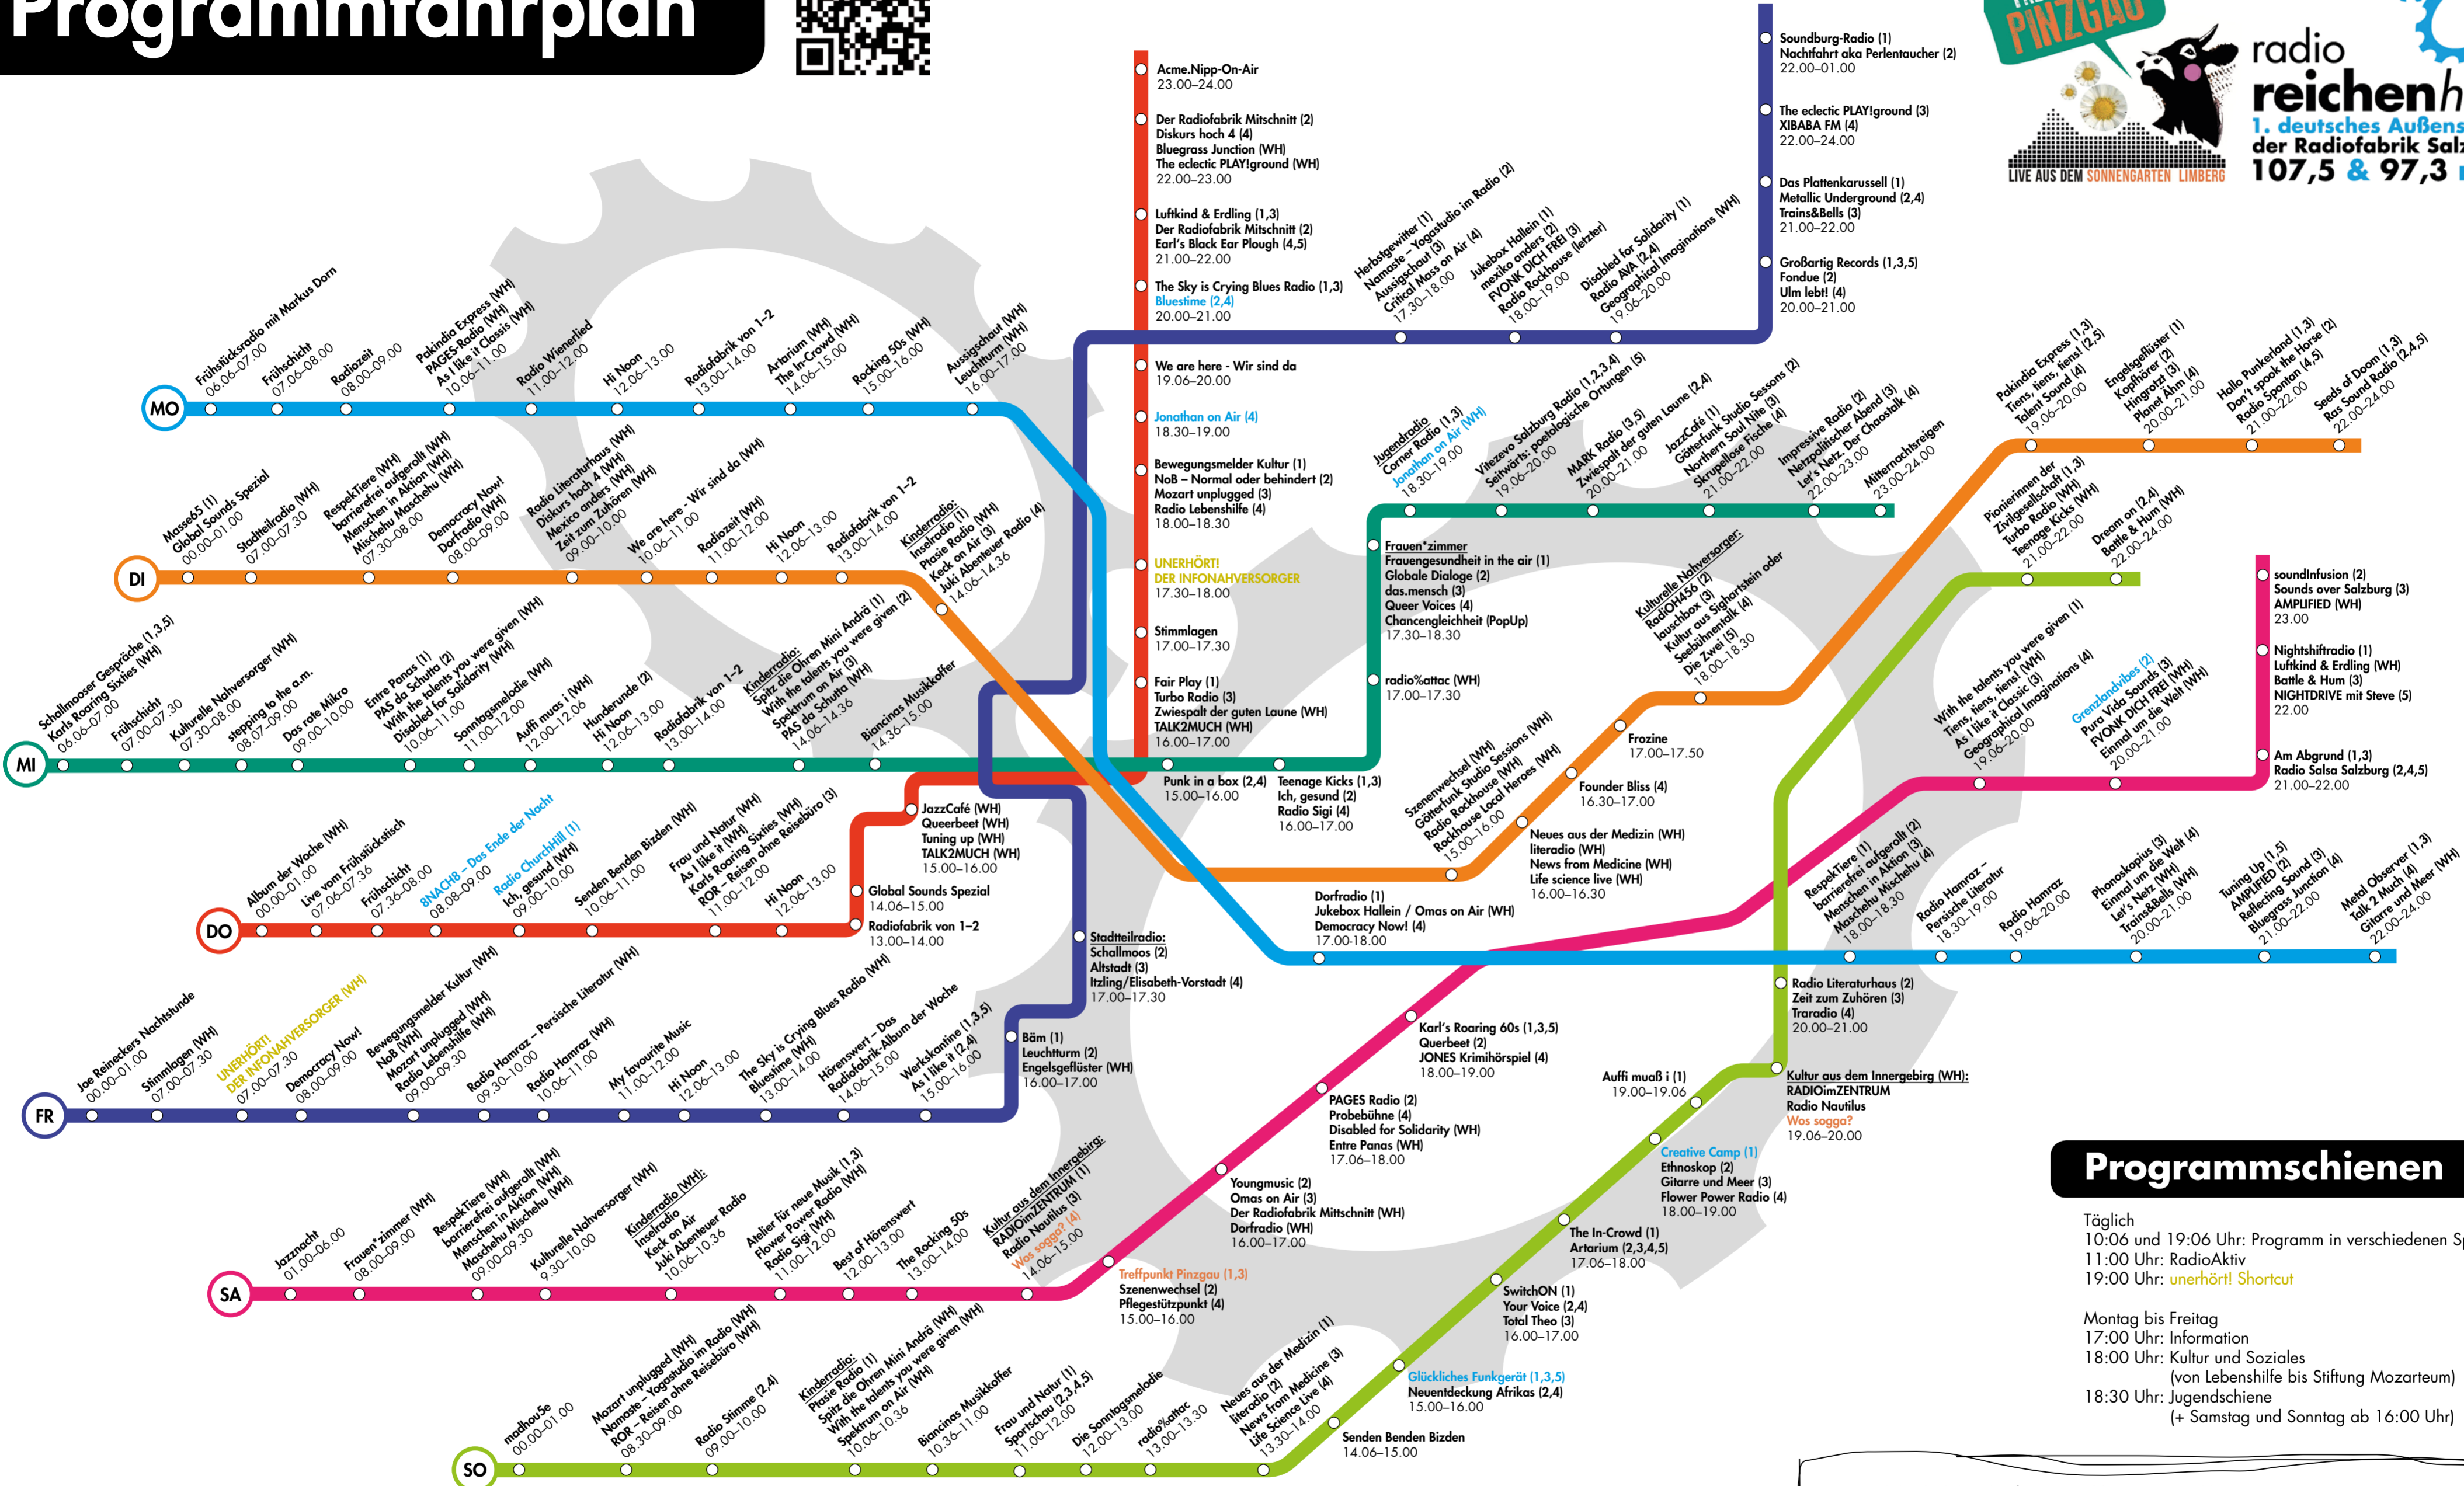 Programmfahrplan
PINZGAU
LIVE AUS DEM SONNENGARTEN LIMBERG
radio
reichenh
1. deutsches Außens
der Radiofabrik Salz
107,5 & 97,3
Acme.Nipp-On-Air
23.00–24.00
Der Radiofabrik Mitschnitt (2)
Diskurs hoch 4 (4)
Bluegrass Junction (WH)
The eclectic PLAY!ground (WH)
22.00–23.00
Luftkind & Erdling (1,3)
Der Radiofabrik Mitschnitt (2)
Earl's Black Ear Plough (4,5)
21.00–22.00
The Sky is Crying Blues Radio (1,3)
Bluestime (2,4)
20.00–21.00
We are here - Wir sind da
19.06–20.00
Jonathan on Air (4)
18.30–19.00
Bewegungsmelder Kultur (1)
NoB – Normal oder behindert (2)
Mozart unplugged (3)
Radio Lebenshilfe (4)
18.00–18.30
UNERHÖRT!
DER INFONAHVERSORGER
17.30–18.00
Stimmlagen
17.00–17.30
Fair Play (1)
Turbo Radio (3)
Zwiespalt der guten Laune (WH)
TALK2MUCH (WH)
16.00–17.00
Soundburg-Radio (1)
Nachtfahrt aka Perlentaucher (2)
22.00–01.00
The eclectic PLAY!ground (3)
XIBABA FM (4)
22.00–24.00
Das Plattenkarussell (1)
Metallic Underground (2,4)
Trains&Bells (3)
21.00–22.00
Großartig Records (1,3,5)
Fondue (2)
Ulm lebt! (4)
20.00–21.00
Herbstgewitter (1)
Namaste – Yogastudio im Radio (2)
Aussigschaut (3)
Critical Mass on Air (4)
17.30–18.00
Jukebox Hallein (1)
mexiko anders (2)
FVONK DICH FREI (3)
Radio Rockhouse (letzter)
18.00–19.00
Disabled for Solidarity (1)
Radio AVA (2,4)
Geographical Imaginations (WH)
19.06–20.00
MO
Frühstücksradio mit Markus Dorn
06.06–07.00
Frühschicht
07.06–08.00
Radiozeit
08.00–09.00
Pakindia Express (WH)
PAGES-Radio (WH)
As I like it Classis (WH)
10.06–11.00
Radio Wienerlied
11.00–12.00
Hi Noon
12.06–13.00
Radiofabrik von 1–2
13.00–14.00
Artarium (WH)
The In-Crowd (WH)
14.06–15.00
Rocking 50s (WH)
15.00–16.00
Aussigschaut (WH)
Leuchtturm (WH)
16.00–17.00
Dorfradio (1)
Jukebox Hallein / Omas on Air (WH)
Democracy Now! (4)
17.00-18.00
RespekTiere (1)
barrierefrei aufgerollt (2)
Menschen in Aktion (3)
Maschehu Mischehu (4)
18.00–18.30
Radio Hamraz –
Persische Literatur
18.30–19.00
Radio Hamraz
19.06–20.00
Phonoskopius (3)
Einmal um die Welt (4)
Let's Netz (WH)
Trains&Bells (WH)
20.00–21.00
Tuning Up (1,5)
AMPLIFIED (2)
Reflecting Sound (3)
Bluegrass Junction (4)
21.00–22.00
Metal Observer (1,3)
Talk 2 Much (4)
Gitarre und Meer (WH)
22.00–24.00
DI
Masse65 (1)
Global Sounds Spezial
00.00–01.00
Stadtteilradio (WH)
07.00–07.30
RespekTiere (WH)
barrierefrei aufgerollt (WH)
Menschen in Aktion (WH)
Mischehu Maschehu (WH)
07.30–08.00
Democracy Now!
Dorfradio (WH)
08.00–09.00
Radio Literaturhaus (WH)
Diskurs hoch 4 (WH)
Mexico anders (WH)
Zeit zum Zuhören (WH)
09.00–10.00
We are here - Wir sind da (WH)
10.06–11.00
Radiozeit (WH)
11.00–12.00
Hi Noon
12.06–13.00
Radiofabrik von 1–2
13.00–14.00
Kinderradio:
Inselradio (1)
Ptasie Radio (WH)
Keck on Air (3)
Juki Abenteuer Radio (4)
14.06–14.36
Szenenwechsel (WH)
Götterfunk Studio Sessions (WH)
Radio Rockhouse (WH)
Rockhouse Local Heroes (WH)
15.00–16.00
Neues aus der Medizin (WH)
literadio (WH)
News from Medicine (WH)
Life science live (WH)
16.00–16.30
Founder Bliss (4)
16.30–17.00
Frozine
17.00–17.50
Kulturelle Nahversorger:
RadiOH456 (2)
lauschbox (3)
Kultur aus Sighartstein oder
Seebühnentalk (4)
Die Zwei (5)
18.00–18.30
Pakindia Express (1,3)
Tiens, tiens, tiens! (2,5)
Talent Sound (4)
19.06–20.00
Engelsgeflüster (1)
Kopfhörer (2)
Hingrotzt (3)
Planet Ähm (4)
20.00–21.00
Hallo Punkerland (1,3)
Don't spook the Horse (2)
Radio Sponton (4,5)
21.00–22.00
Seeds of Doom (1,3)
Ras Sound Radio (2,4,5)
22.00–24.00
MI
Schallmooser Gespräche (1,3,5)
Karls Roaring Sixties (WH)
06.06–07.00
Frühschicht
07.00–07.30
Kulturelle Nahversorger (WH)
07.30–08.00
stepping to the a.m.
08.07–09.00
Das rote Mikro
09.00–10.00
Entre Panas (1)
PAS da Schutta (2)
With the talents you were given (WH)
Disabled for Solidarity (WH)
10.06–11.00
Sonntagsmelodie (WH)
11.00–12.00
Auffi muas i (WH)
12.00–12.06
Hunderunde (2)
Hi Noon
12.06–13.00
Radiofabrik von 1–2
13.00–14.00
Kinderradio:
Spitz die Ohren Mini Andrä (1)
With the talents you were given (2)
Spektrum on Air (3)
PAS da Schutta (WH)
14.06–14.36
Biancinas Musikkoffer
14.36–15.00
Punk in a box (2,4)
15.00–16.00
Teenage Kicks (1,3)
Ich, gesund (2)
Radio Sigi (4)
16.00–17.00
radio%attac (WH)
17.00–17.30
Frauen*zimmer
Frauengesundheit in the air (1)
Globale Dialoge (2)
das.mensch (3)
Queer Voices (4)
Chancengleichheit (PopUp)
17.30–18.30
Jugendradio
Corner Radio (1,3)
Jonathan on Air (WH)
18.30–19.00
Vitezevo Salzburg Radio (1,2,3,4)
Seitwärts: poetologische Ortungen (5)
19.06–20.00
MARK Radio (3,5)
Zwiespalt der guten Laune (2,4)
20.00–21.00
JazzCafé (1)
Götterfunk Studio Sessons (2)
Northern Soul Nite (3)
Skrupellose Fische (4)
21.00–22.00
Impressive Radio (2)
Netzpolitischer Abend (3)
Let's Netz. Der Chaostalk (4)
22.00–23.00
Mitternachtsreigen
23.00–24.00
DO
Album der Woche (WH)
00.00–01.00
Live vom Frühstückstisch
07.06–07.36
Frühschicht
07.36–08.00
8NACH8 – Das Ende der Nacht
08.08–09.00
Radio ChurchHill (1)
Ich, gesund (WH)
09.00–10.00
Senden Benden Bizden (WH)
10.06–11.00
Frau und Natur (WH)
As I like it (WH)
Karls Roaring Sixties (WH)
ROR – Reisen ohne Reisebüro (3)
11.00–12.00
Hi Noon
12.06–13.00
Radiofabrik von 1–2
13.00–14.00
Global Sounds Spezial
14.06–15.00
JazzCafé (WH)
Queerbeet (WH)
Tuning up (WH)
TALK2MUCH (WH)
15.00–16.00
FR
Joe Reineckers Nachtstunde
00.00–01.00
Stimmlagen (WH)
07.00–07.30
UNERHÖRT!
DER INFONAHVERSORGER (WH)
07.00–07.30
Democracy Now!
08.00–09.00
Bewegungsmelder Kultur (WH)
NoB (WH)
Mozart unplugged (WH)
Radio Lebenshilfe (WH)
09.00–09.30
Radio Hamraz – Persische Literatur (WH)
09.30–10.00
Radio Hamraz (WH)
10.06–11.00
My favourite Music
11.00–12.00
Hi Noon
12.06–13.00
The Sky is Crying Blues Radio (WH)
Bluestime (WH)
13.00–14.00
Hörenswert – Das
Radiofabrik-Album der Woche
14.06–15.00
Werkskantine (1,3,5)
As I like it (2,4)
15.00–16.00
Bäm (1)
Leuchtturm (2)
Engelsgeflüster (WH)
16.00–17.00
Stadtteilradio:
Schallmoos (2)
Altstadt (3)
Itzling/Elisabeth-Vorstadt (4)
17.00–17.30
SA
Jazznacht
01.00–06.00
Frauen*zimmer (WH)
08.00–09.00
RespekTiere (WH)
barrierefrei aufgerollt (WH)
Menschen in Aktion (WH)
Maschehu Mischehu (WH)
09.00–09.30
Kulturelle Nahversorger (WH)
9.30–10.00
Kinderradio (WH):
Inselradio
Keck on Air
Juki Abenteuer Radio
10.06–10.36
Atelier für neue Musik (1,3)
Flower Power Radio (WH)
Radio Sigi (WH)
11.00–12.00
Best of Hörenswert
12.00–13.00
The Rocking 50s
13.00–14.00
Kultur aus dem Innergebirg:
RADIOimZENTRUM (1)
Radio Nautilus (3)
Wos sogga? (4)
14.06–15.00
Treffpunkt Pinzgau (1,3)
Szenenwechsel (2)
Pflegestützpunkt (4)
15.00–16.00
Youngmusic (2)
Omas on Air (3)
Der Radiofabrik Mittschnitt (WH)
Dorfradio (WH)
16.00–17.00
PAGES Radio (2)
Probebühne (4)
Disabled for Solidarity (WH)
Entre Panas (WH)
17.06–18.00
Karl's Roaring 60s (1,3,5)
Querbeet (2)
JONES Krimihörspiel (4)
18.00–19.00
With the talents you were given (1)
Tiens, tiens, tiens! (WH)
As I like it Classic (3)
Geographical Imaginations (4)
19.06–20.00
Grenzlandvibes (2)
Pura Vida Sounds (3)
FVONK DICH FREI (WH)
Einmal um die Welt (WH)
20.00–21.00
Am Abgrund (1,3)
Radio Salsa Salzburg (2,4,5)
21.00–22.00
Nightshiftradio (1)
Luftkind & Erdling (WH)
Battle & Hum (3)
NIGHTDRIVE mit Steve (5)
22.00
soundInfusion (2)
Sounds over Salzburg (3)
AMPLIFIED (WH)
23.00
SO
madhou5e
00.00–01.00
Mozart unplugged (WH)
Namaste – Yogastudio im Radio (WH)
ROR – Reisen ohne Reisebüro (WH)
08.30–09.00
Radio Stimme (2,4)
09.00–10.00
Kinderradio:
Ptasie Radio (1)
Spitz die Ohren Mini Andrä (WH)
With the talents you were given (WH)
Spektrum on Air (WH)
10.06–10.36
Biancinas Musikkoffer
10.36–11.00
Frau und Natur (1)
Sportschau (2,3,4,5)
11.00–12.00
Die Sonntagsmelodie
12.00–13.00
radio%attac
13.00–13.30
Neues aus der Medizin (1)
literadio (2)
News from Medicine (3)
Life Science Live (4)
13.30–14.00
Senden Benden Bizden
14.06–15.00
Glückliches Funkgerät (1,3,5)
Neuentdeckung Afrikas (2,4)
15.00–16.00
SwitchON (1)
Your Voice (2,4)
Total Theo (3)
16.00–17.00
The In-Crowd (1)
Artarium (2,3,4,5)
17.06–18.00
Creative Camp (1)
Ethnoskop (2)
Gitarre und Meer (3)
Flower Power Radio (4)
18.00–19.00
Auffi muaß i (1)
19.00–19.06
Kultur aus dem Innergebirg (WH):
RADIOimZENTRUM
Radio Nautilus
Wos sogga?
19.06–20.00
Radio Literaturhaus (2)
Zeit zum Zuhören (3)
Traradio (4)
20.00–21.00
Pionierinnen der
Zivilgesellschaft (1,3)
Turbo Radio (WH)
Teenage Kicks (WH)
21.00–22.00
Dream on (2,4)
Battle & Hum (WH)
22.00–24.00
Programmschienen
Täglich
10:06 und 19:06 Uhr: Programm in verschiedenen Sp
11:00 Uhr: RadioAktiv
19:00 Uhr: unerhört! Shortcut
Montag bis Freitag
17:00 Uhr: Information
18:00 Uhr: Kultur und Soziales
(von Lebenshilfe bis Stiftung Mozarteum)
18:30 Uhr: Jugendschiene
(+ Samstag und Sonntag ab 16:00 Uhr)